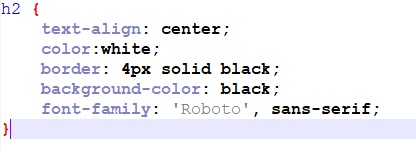 h2 {
    text-align: center;
    color:white;
    border: 4px solid black;
    background-color: black;
    font-family: 'Roboto', sans-serif;
}